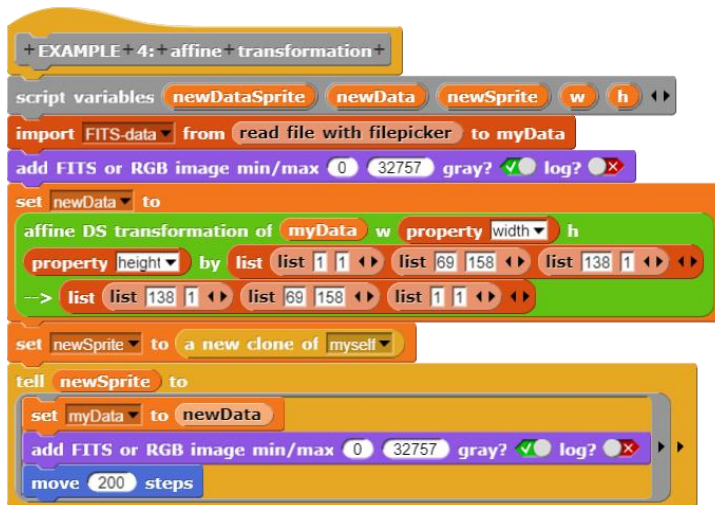 +EXAMPLE+4:+affine+transformation+
script variables newDataSprite newData newSprite w h
import FITS-data from read file with filepicker to myData
add FITS or RGB image min/max 0 32757 gray? log?
set newData to
affine DS transformation of myData w property width h
property height by list list 1 1 list 69 158 list 138 1
--> list list 138 1 list 69 158 list 1 1
set newSprite to a new clone of myself
tell newSprite to
set myData to newData
add FITS or RGB image min/max 0 32757 gray? log?
move 200 steps